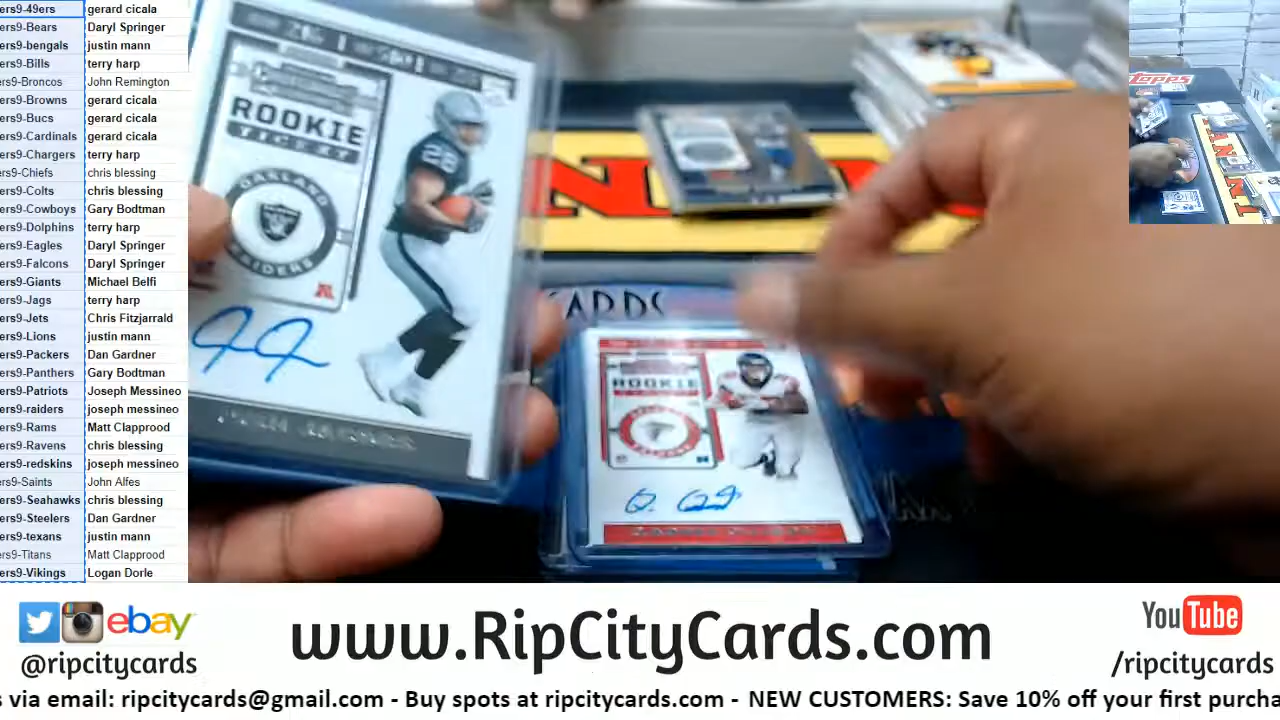 ers9-49ers gerard cicala
ers9-Bears Daryl Springer
ers9-bengals justin mann
ers9-Bills terry harp
ers9-Broncos John Remington
ers9-Browns gerard cicala
ers9-Bucs gerard cicala
ers9-Cardinals gerard cicala
ers9-Chargers terry harp
ers9-Chiefs chris blessing
ers9-Colts chris blessing
ers9-Cowboys Gary Bodtman
ers9-Dolphins terry harp
ers9-Eagles Daryl Springer
ers9-Falcons Daryl Springer
ers9-Giants Michael Belfi
ers9-Jags terry harp
ers9-Jets Chris Fitzjarrald
ers9-Lions justin mann
ers9-Packers Dan Gardner
ers9-Panthers Gary Bodtman
ers9-Patriots Joseph Messineo
ers9-raiders joseph messineo
ers9-Rams Matt Clapprood
ers9-Ravens chris blessing
ers9-redskins joseph messineo
ers9-Saints John Alfes
ers9-Seahawks chris blessing
ers9-Steelers Dan Gardner
ers9-texans justin mann
ers9-Titans Matt Clapprood
ers9-Vikings Logan Dorle
ROOKIE
TICKET
OAKLAND
RAIDERS
28
CARDS
ROOKIE
topps
ebay
@ripcitycards
www.RipCityCards.com
YouTube
/ripcitycards
s via email: ripcitycards@gmail.com - Buy spots at ripcitycards.com - NEW CUSTOMERS: Save 10% off your first purcha